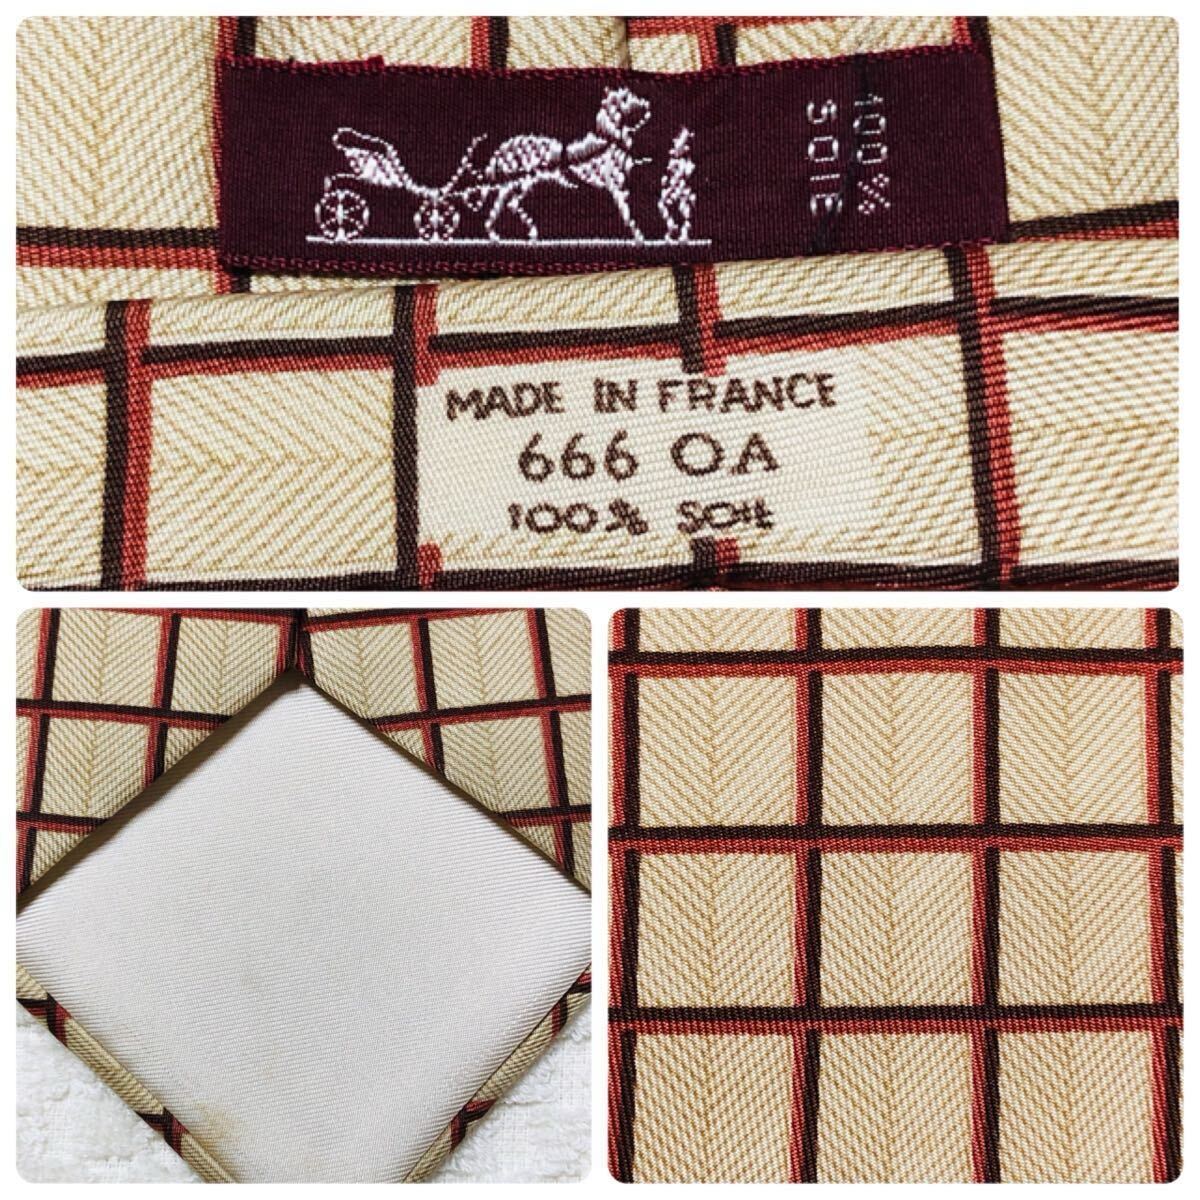 100%
SOIE
MADE IN FRANCE
666 OA
100% SOIE